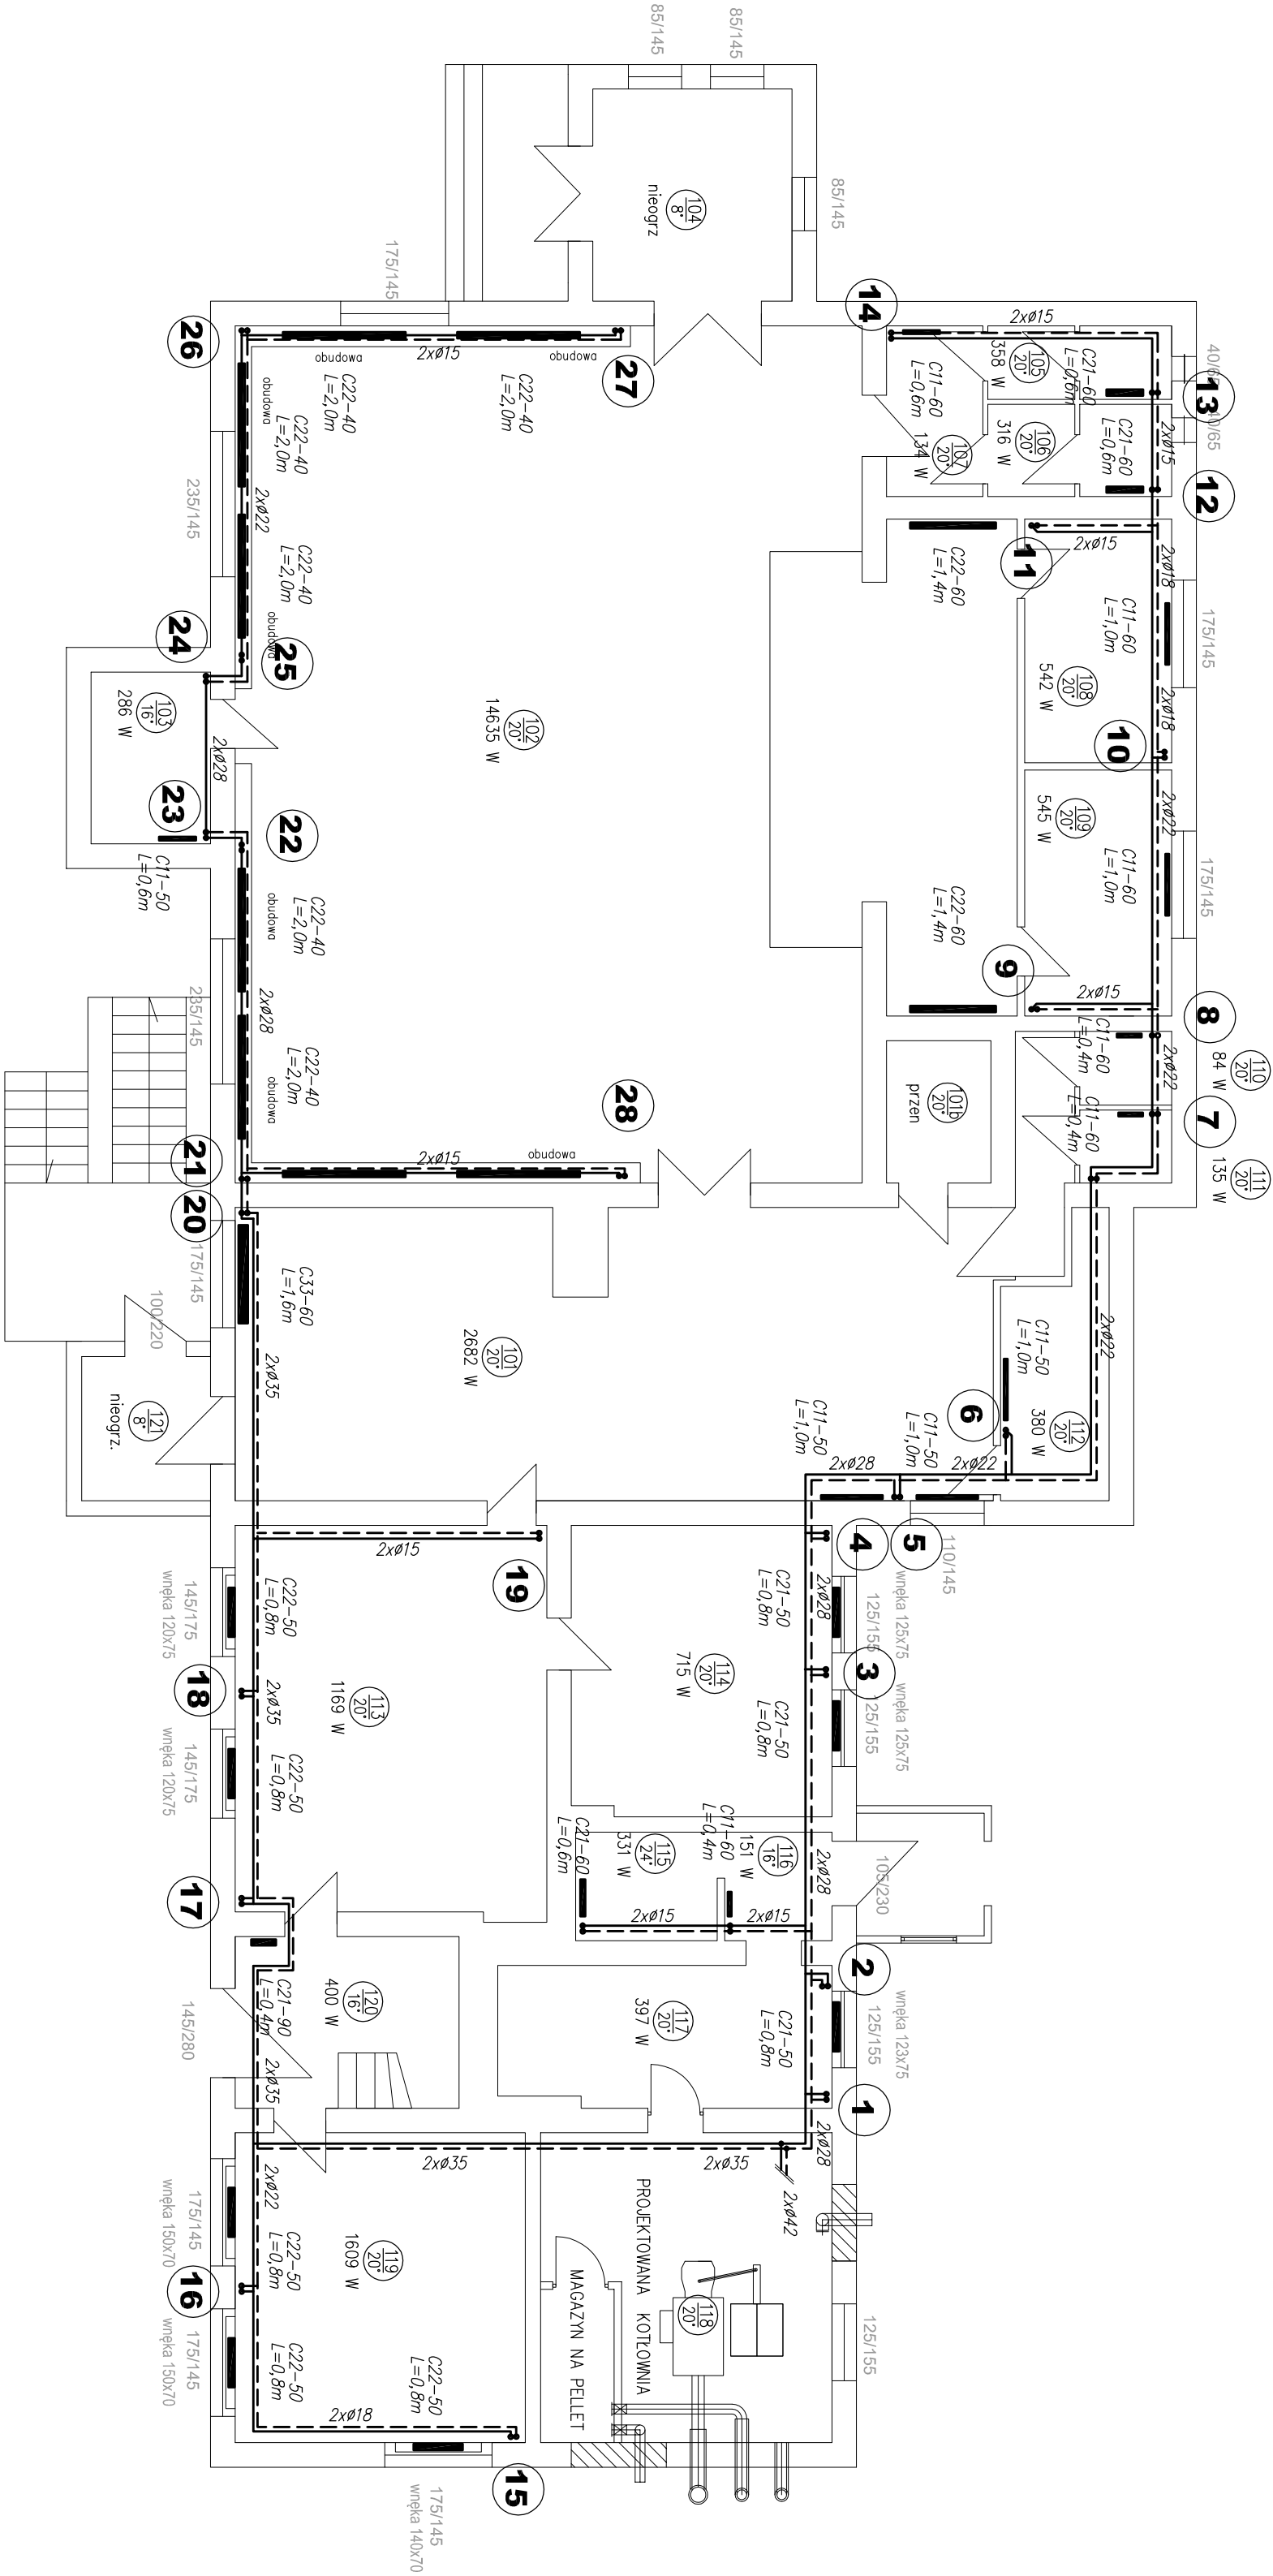 85/145
85/145
85/145
104
8°
nieogrz
175/145
14
2xø15
40/65
13
40/65
105
20°
358 W
C21-60
L=0,6m
C11-60
L=0,6m
106
20°
316 W
C21-60
L=0,6m
2xø15
107
20°
134 W
12
26
obudowa
2xø15
obudowa
27
C22-40
L=2,0m
C22-40
L=2,0m
obudowa
C22-40
L=2,0m
235/145
2xø22
C22-40
L=2,0m
obudowa
24
25
C22-60
L=1,4m
11
2xø15
2xø18
C11-60
L=1,0m
175/145
108
20°
542 W
2xø18
10
102
20°
14635 W
103
16°
286 W
2xø28
23
22
C11-50
L=0,6m
109
20°
545 W
2xø22
C11-60
L=1,0m
175/145
C22-60
L=1,4m
obudowa
C22-40
L=2,0m
9
2xø15
8
235/145
2xø28
C22-40
L=2,0m
obudowa
28
C11-60
L=0,4m
2xø22
110
20°
84 W
101b
20°
przen
C11-60
L=0,4m
7
111
20°
135 W
21
2xø15
obudowa
20
175/145
C33-60
L=1,6m
100/220
2xø35
121
8°
nieogrz.
101
20°
2682 W
C11-50
L=1,0m
2xø22
112
20°
380 W
6
C11-50
L=1,0m
C11-50
L=1,0m
2xø28
2xø22
4
5
110/145
2xø15
19
145/175
wnęka 120x75
C22-50
L=0,8m
C21-50
L=0,8m
2xø28
125/155
wnęka 125x75
3
114
20°
715 W
18
2xø35
113
20°
1169 W
C21-50
L=0,8m
125/155
wnęka 125x75
145/175
wnęka 120x75
C22-50
L=0,8m
C21-60
L=0,6m
115
24°
331 W
C11-60
L=0,4m
116
16°
151 W
2xø28
105/230
17
2xø15
2xø15
2
145/280
C21-90
L=0,4m
120
16°
400 W
117
20°
397 W
C21-50
L=0,8m
125/155
wnęka 123x75
2xø35
1
2xø28
2xø35
2xø35
2xø42
175/145
wnęka 150x70
2xø22
C22-50
L=0,8m
119
20°
1609 W
16
PROJEKTOWANA KOTŁOWNIA
MAGAZYN NA PELLET
118
20°
125/155
175/145
wnęka 150x70
C22-50
L=0,8m
2xø18
C22-50
L=0,8m
15
175/145
wnęka 140x70